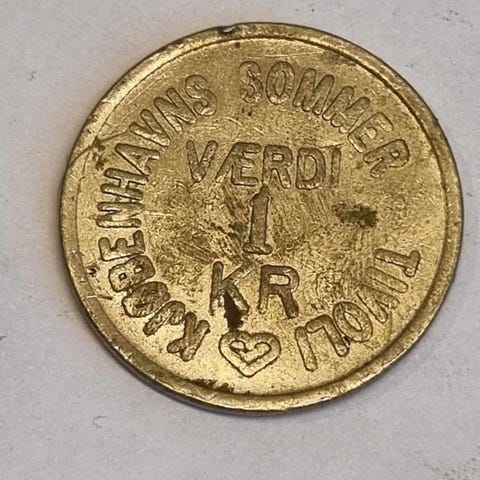 KJØBENHAVNS SOMMER TIVOLI
VÆRDI
1
KR